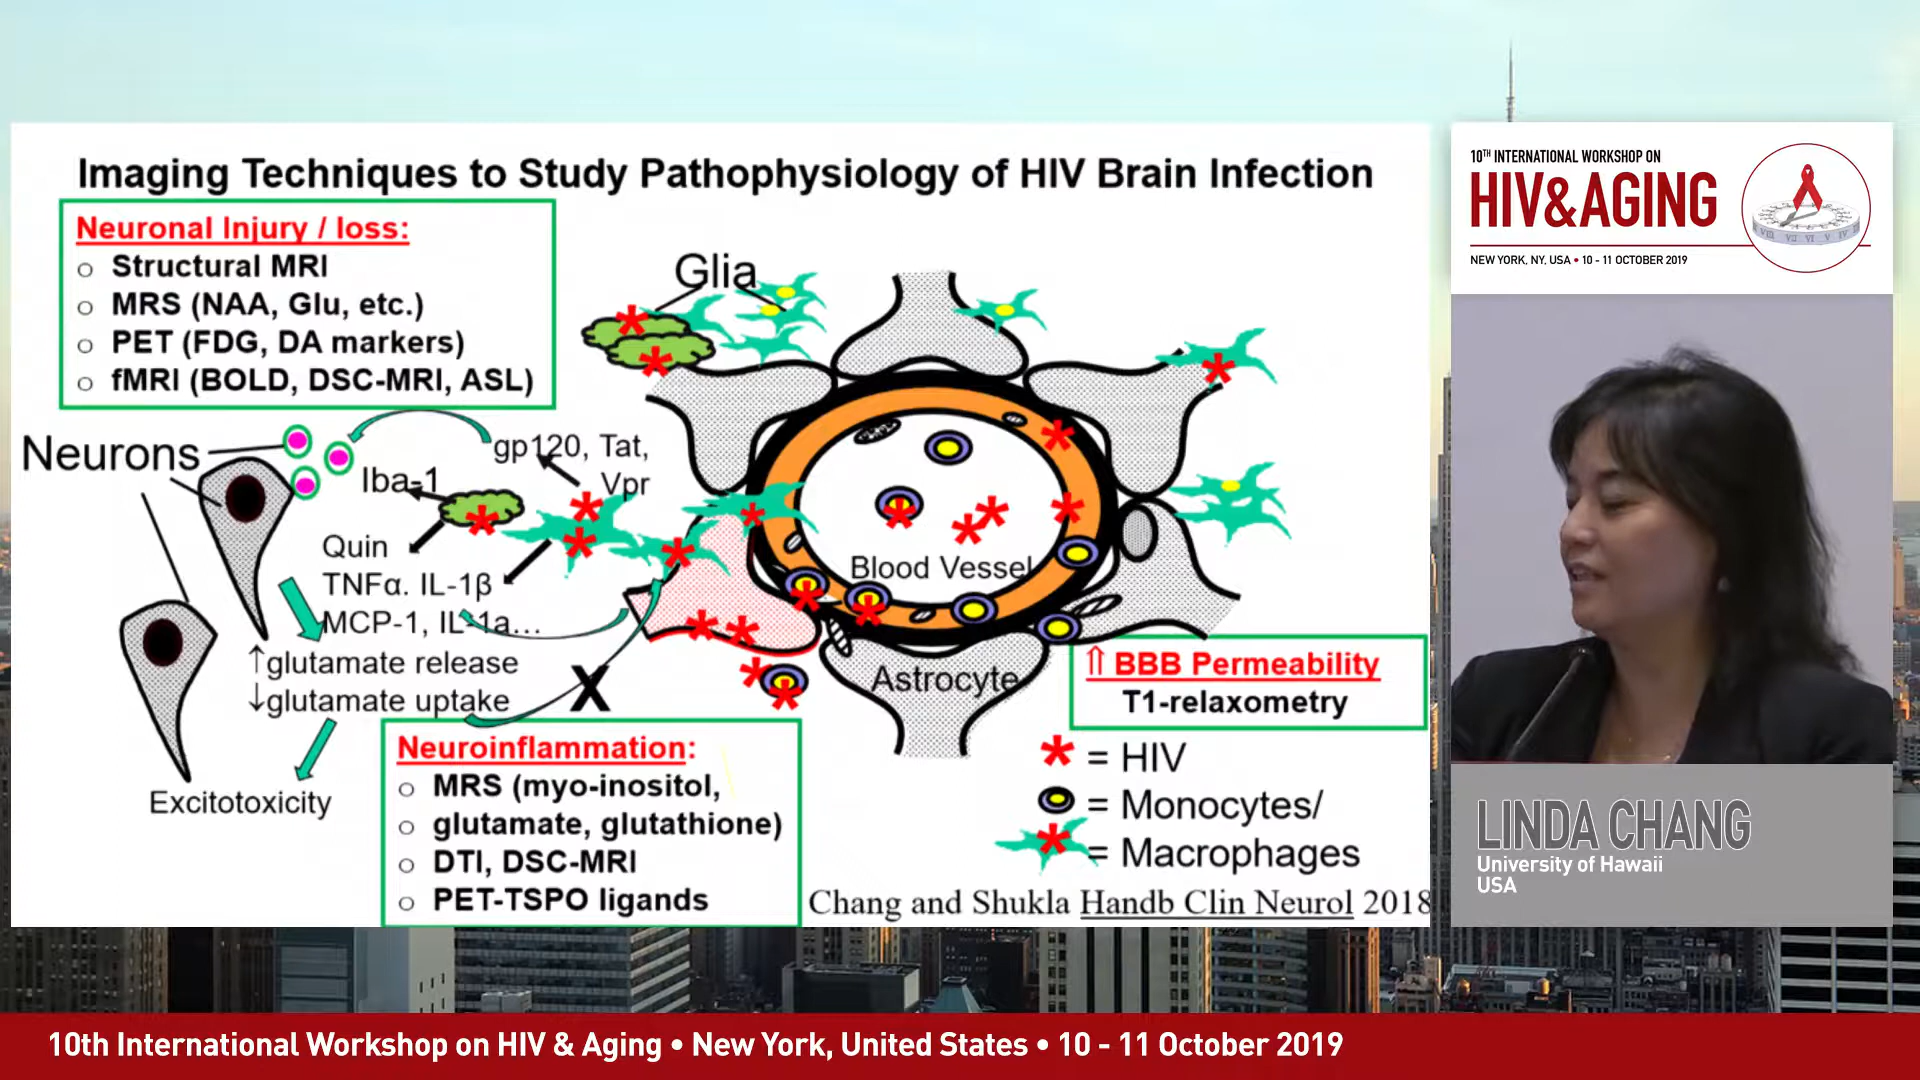 Imaging Techniques to Study Pathophysiology of HIV Brain Infection
Neuronal Injury / loss:
o Structural MRI
o MRS (NAA, Glu, etc.)
o PET (FDG, DA markers)
o fMRI (BOLD, DSC-MRI, ASL)
Glia
Neurons
gp120, Tat,
Vpr
Iba-1
Quin
TNFα. IL-1β
MCP-1, IL-1a…
↑glutamate release
↓glutamate uptake
X
Excitotoxicity
Blood Vessel
Astrocyte
⇑ BBB Permeability
T1-relaxometry
Neuroinflammation:
o MRS (myo-inositol,
o glutamate, glutathione)
o DTI, DSC-MRI
o PET-TSPO ligands
* = HIV
= Monocytes/
= Macrophages
Chang and Shukla Handb Clin Neurol 2018
10TH INTERNATIONAL WORKSHOP ON
HIV&AGING
NEW YORK, NY, USA • 10 - 11 OCTOBER 2019
LINDA CHANG
University of Hawaii
USA
10th International Workshop on HIV & Aging • New York, United States • 10 - 11 October 2019